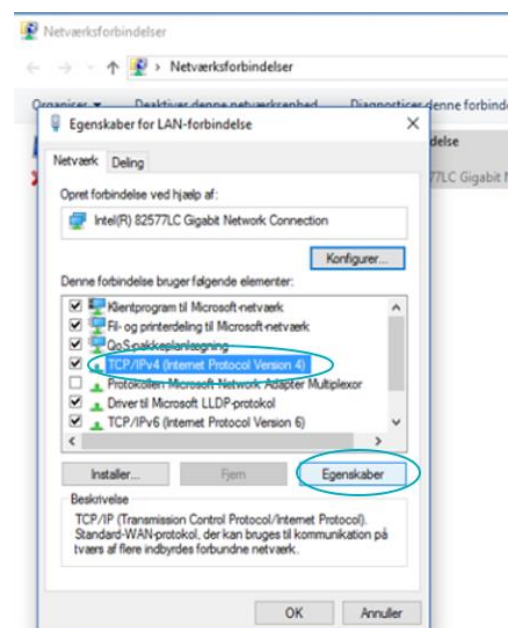 Netværksforbindelser
Netværksforbindelser
Organiser Deaktiver denne netværksenhed Diagnosticer denne forbind
Egenskaber for LAN-forbindelse
delse
77LC Gigabit N
Netværk Deling
Opret forbindelse ved hjælp af:
Intel(R) 82577LC Gigabit Network Connection
Konfigurer...
Denne forbindelse bruger følgende elementer:
Klientprogram til Microsoft-netværk
Fil- og printerdeling til Microsoft-netværk
QoS-pakkeplanlægning
TCP/IPv4 (Internet Protocol Version 4)
Protokollen Microsoft Network Adapter Multiplexor
Driver til Microsoft LLDP-protokol
TCP/IPv6 (Internet Protocol Version 6)
Installer... Fjern Egenskaber
Beskrivelse
TCP/IP (Transmission Control Protocol/Internet Protocol).
Standard-WAN-protokol, der kan bruges til kommunikation på
tværs af flere indbyrdes forbundne netværk.
OK Annuller